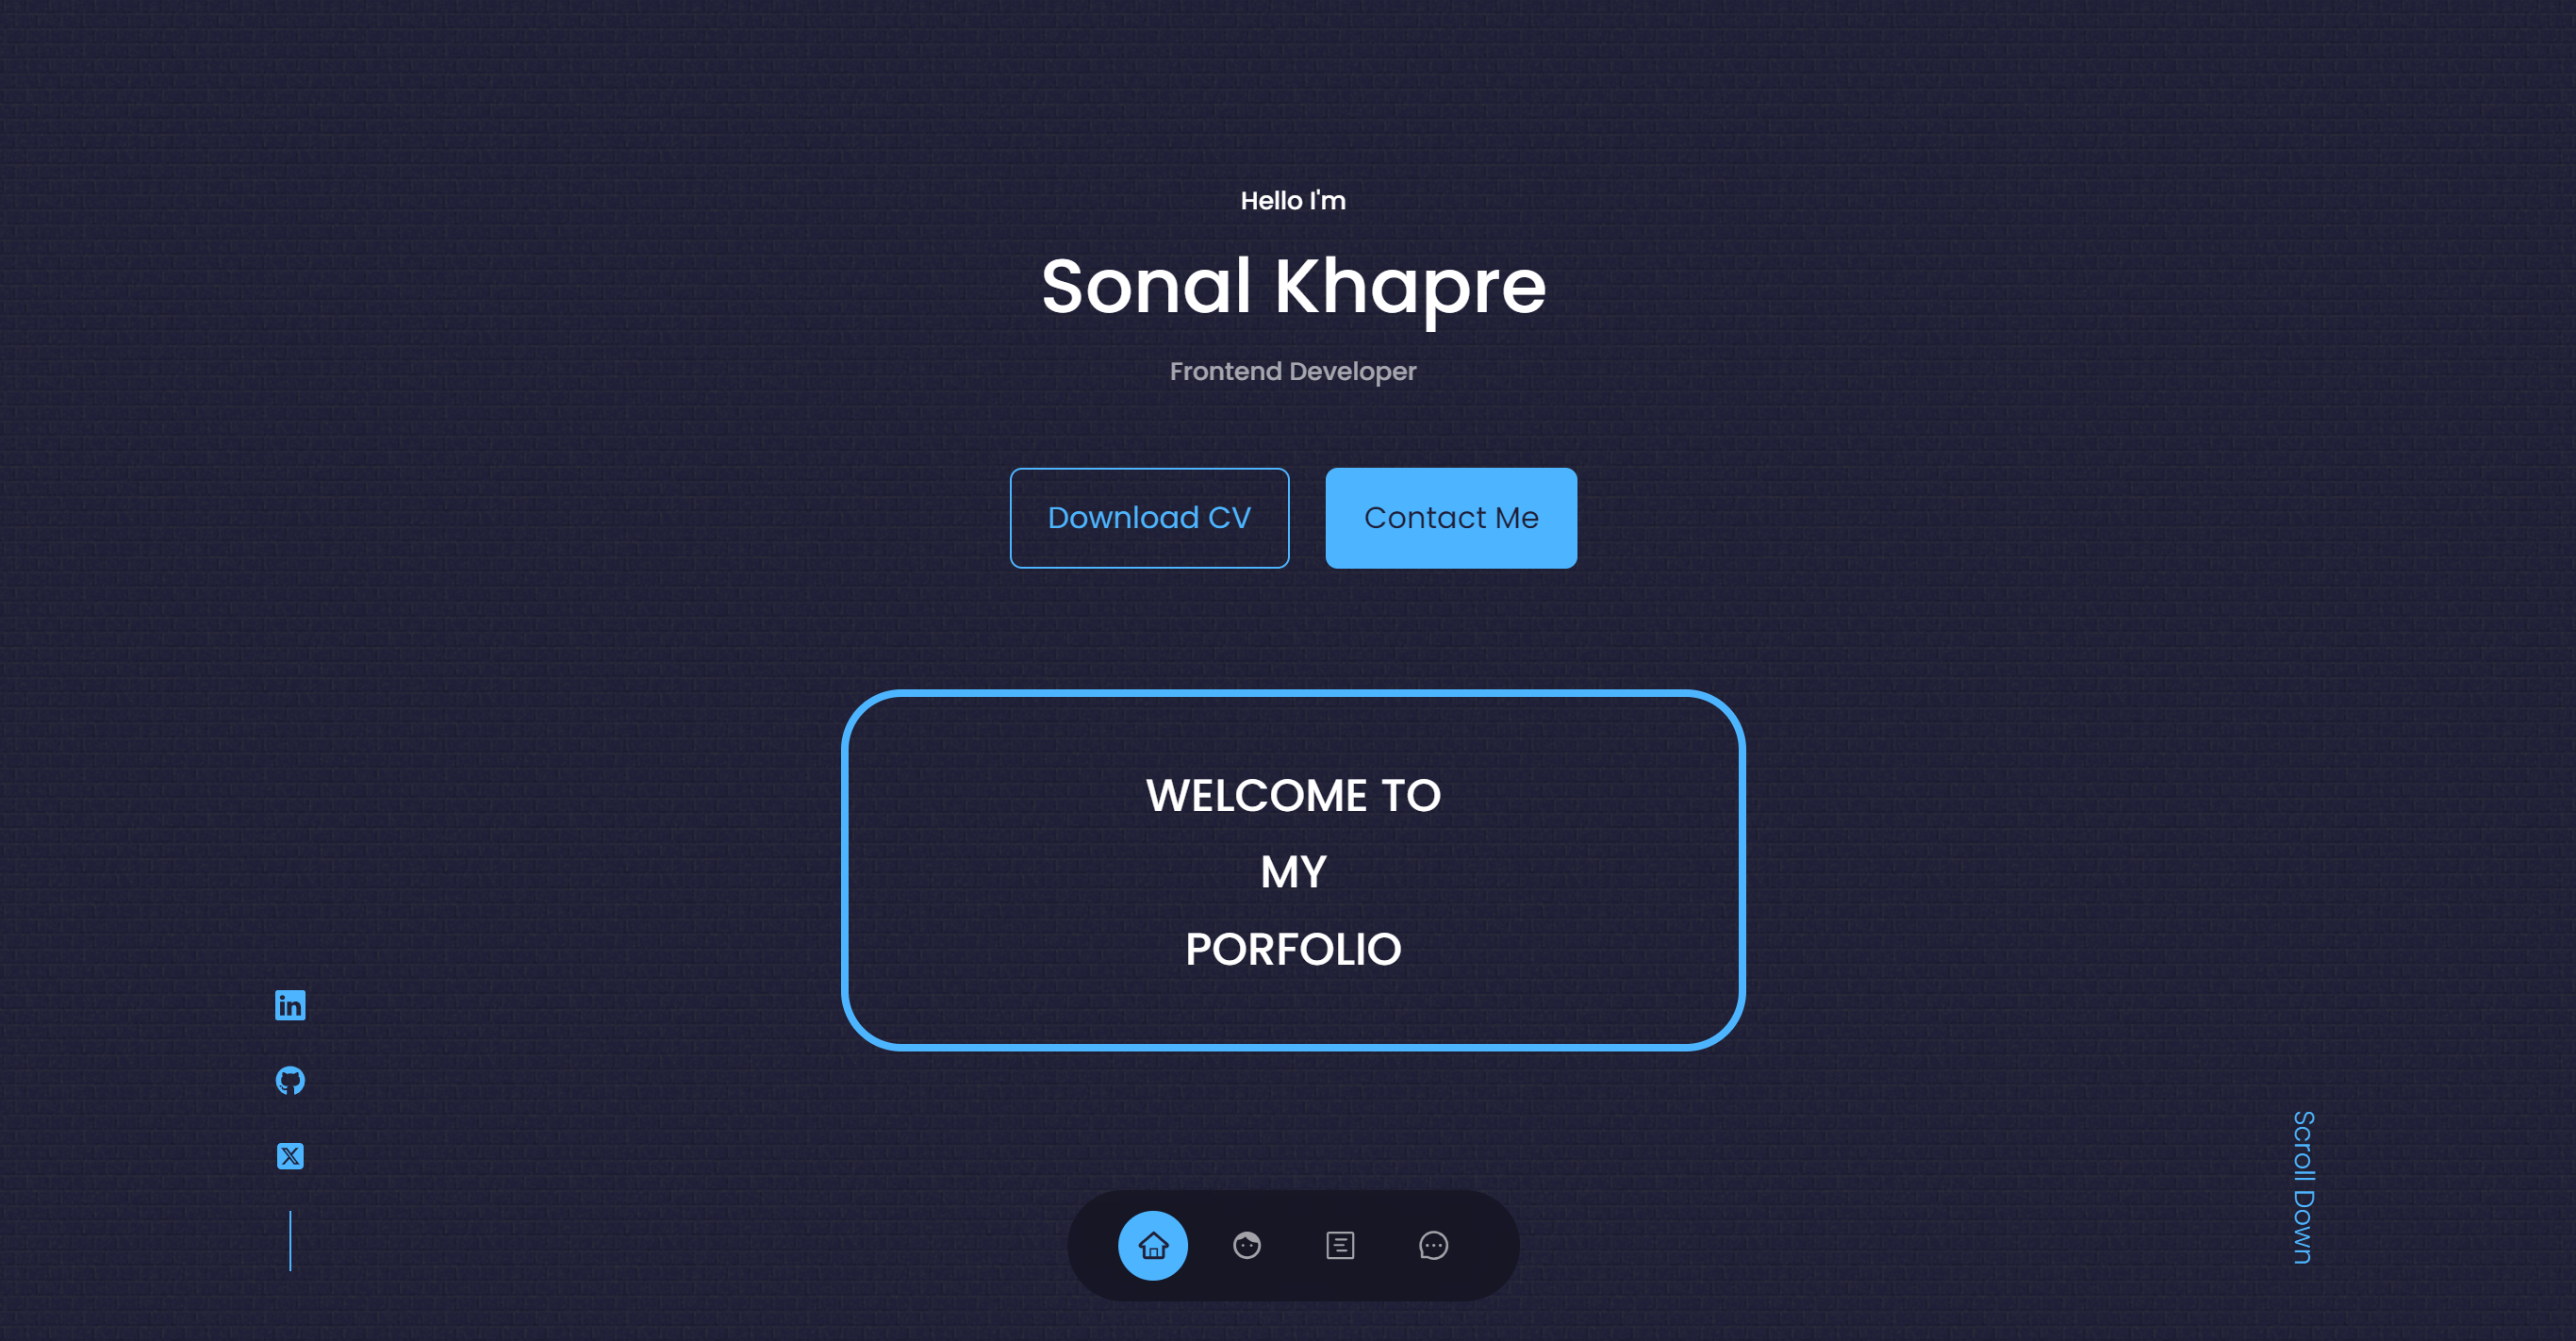 Hello I'm
Sonal Khapre
Frontend Developer
Download CV
Contact Me
WELCOME TO
MY
PORFOLIO
Scroll Down